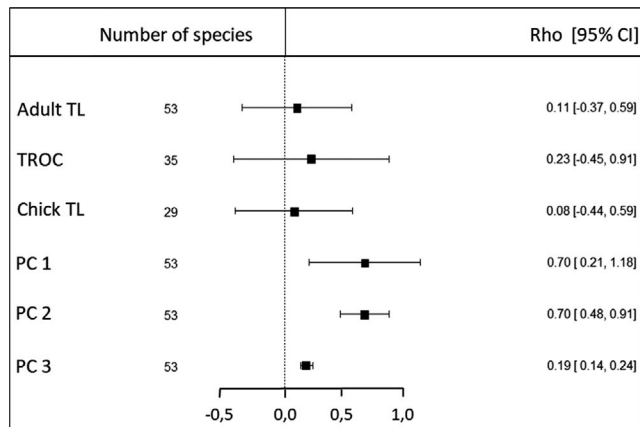 Number of species Rho [95% CI]
Adult TL 53 0.11 [-0.37, 0.59]
TROC 35 0.23 [-0.45, 0.91]
Chick TL 29 0.08 [-0.44, 0.59]
PC 1 53 0.70 [ 0.21, 1.18]
PC 2 53 0.70 [ 0.48, 0.91]
PC 3 53 0.19 [ 0.14, 0.24]
-0,5 0,0 0,5 1,0